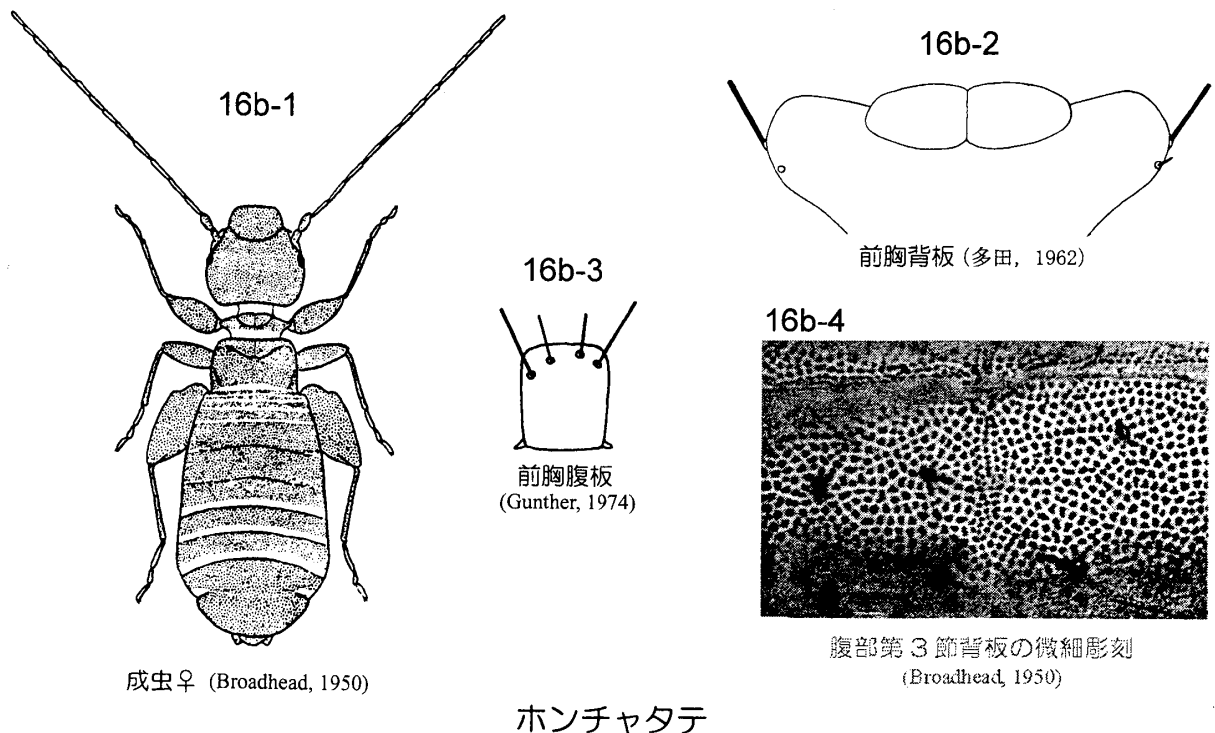 16b-1
成虫♀ (Broadhead, 1950)
16b-3
前胸腹板
(Gunther, 1974)
16b-2
前胸背板 (多田, 1962)
16b-4
腹部第3節背板の微細彫刻
(Broadhead, 1950)
ホンチャタテ